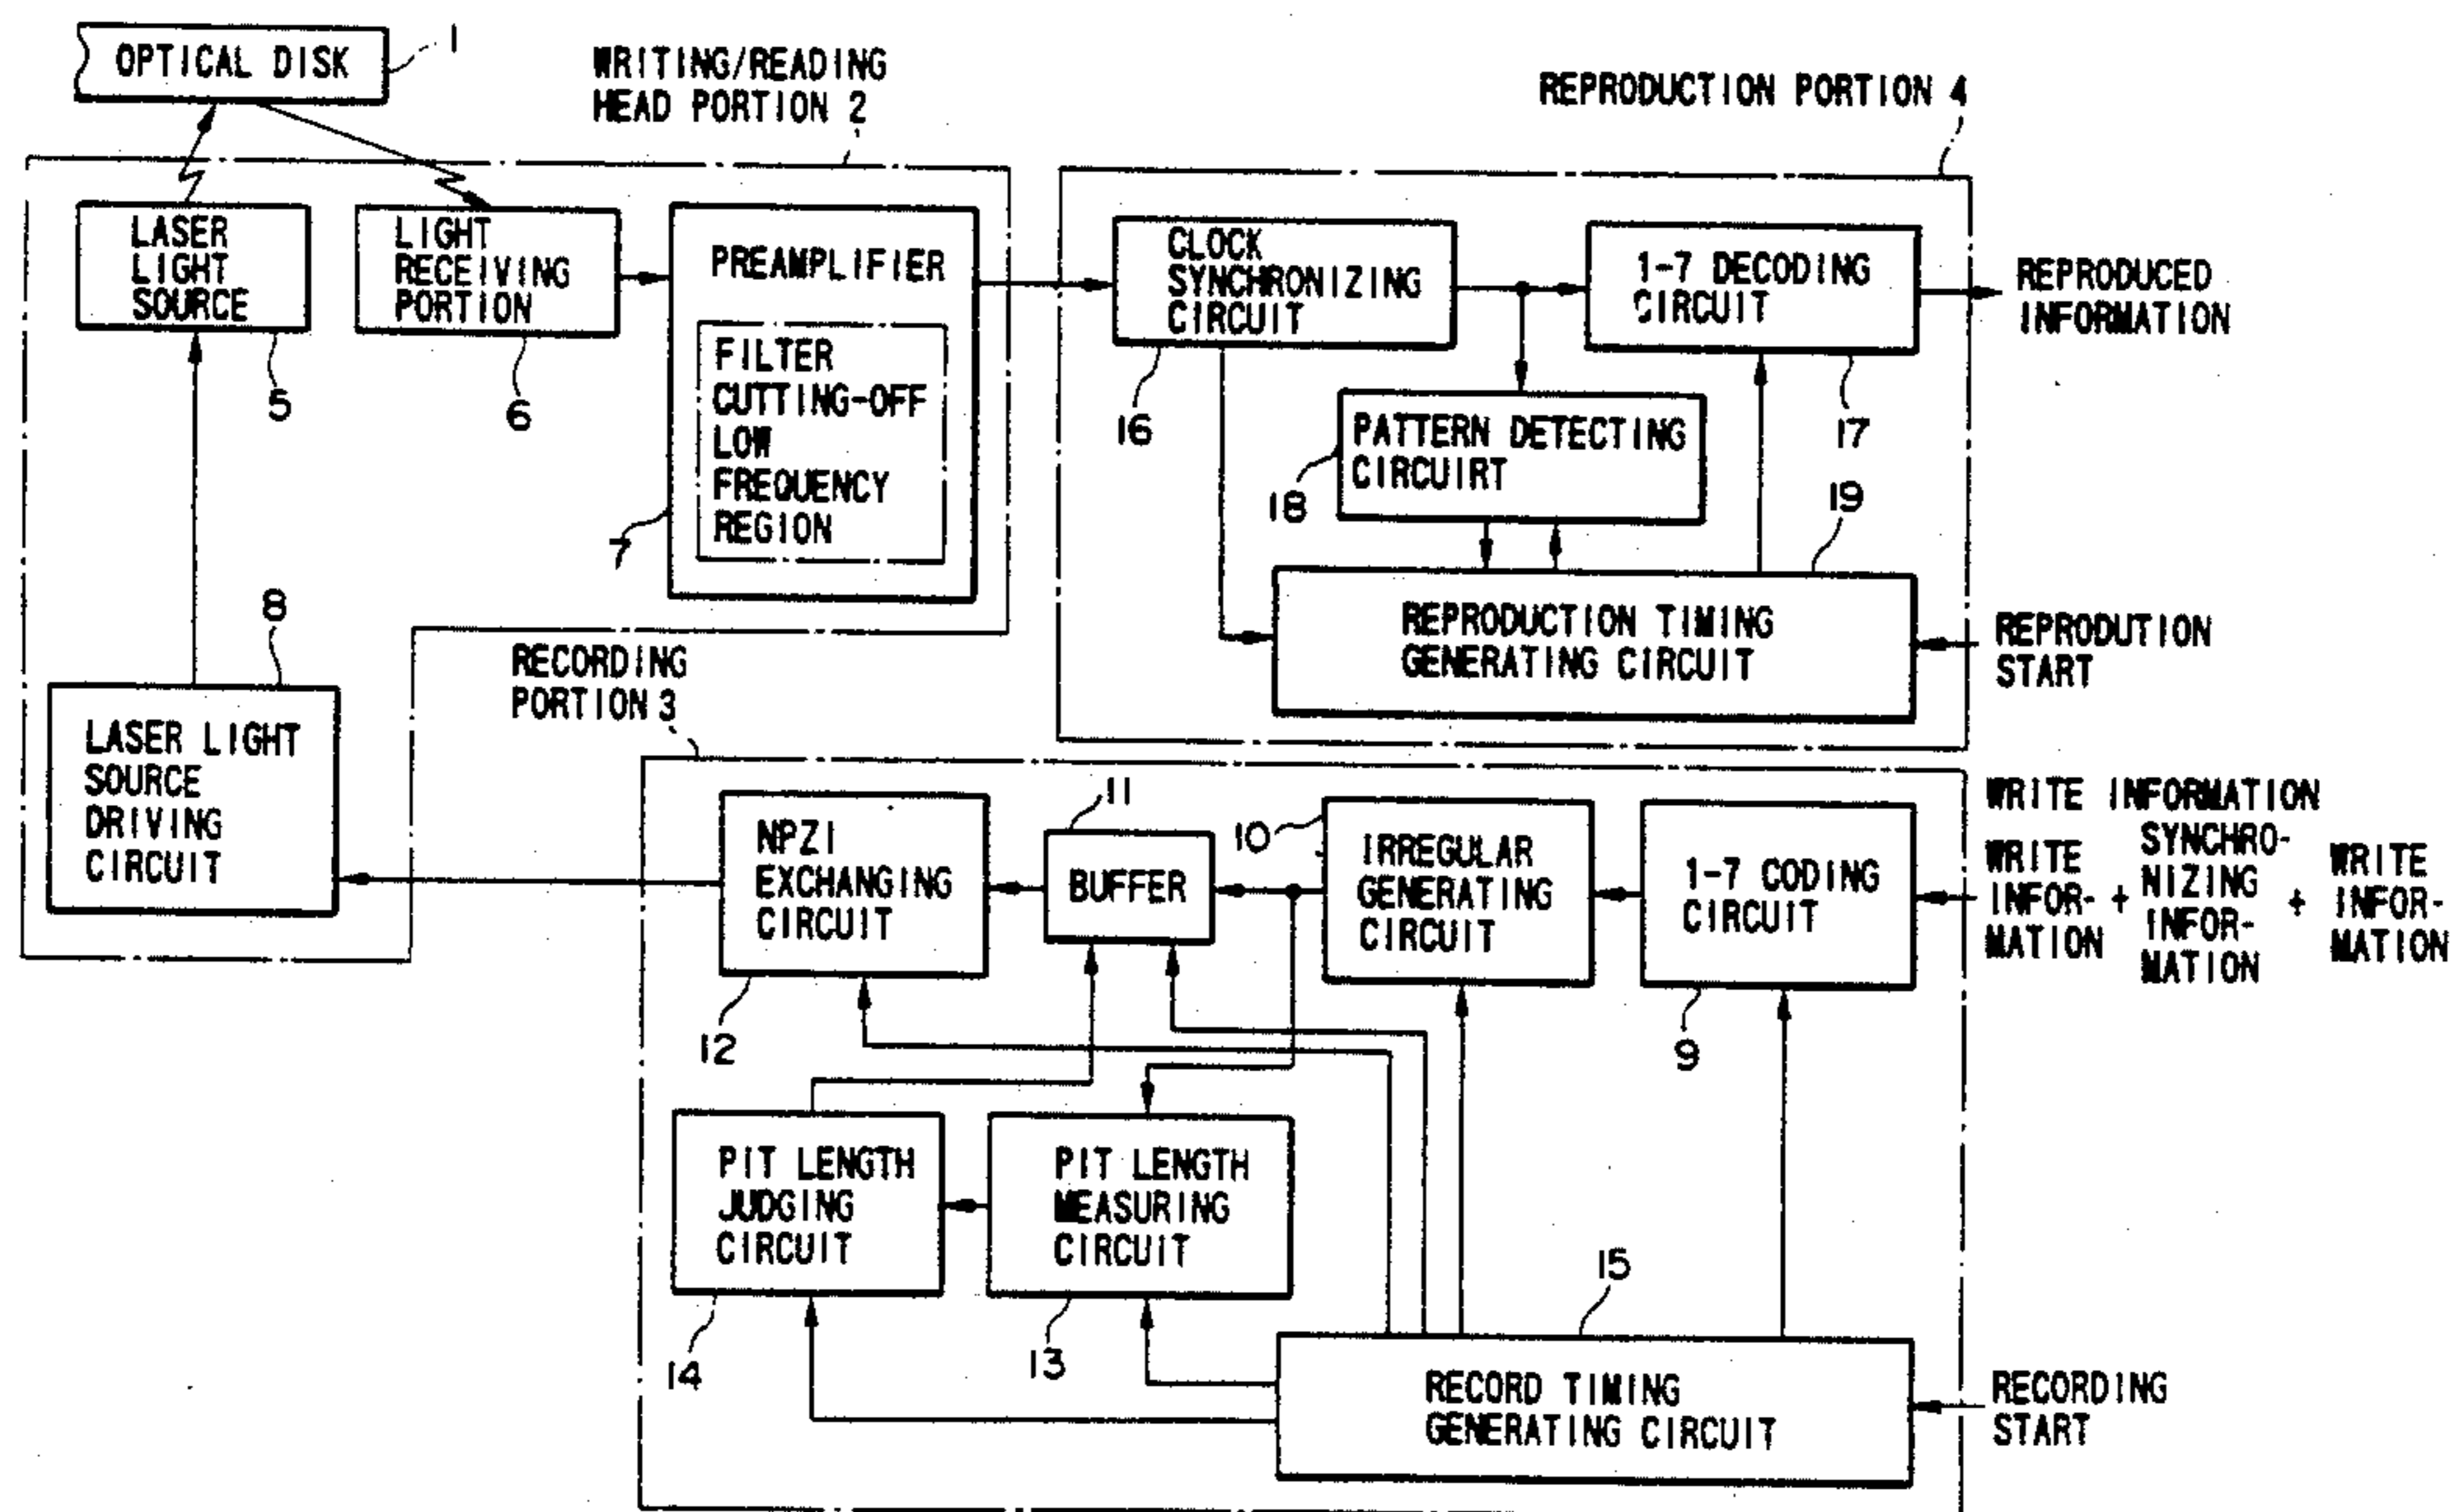 OPTICAL DISK
1
WRITING/READING
HEAD PORTION 2
REPRODUCTION PORTION 4
LASER
LIGHT
SOURCE
5
LIGHT
RECEIVING
PORTION
6
PREAMPLIFIER
FILTER
CUTTING-OFF
LOW
FREQUENCY
REGION
7
CLOCK
SYNCHRONIZING
CIRCUIT
16
1-7 DECODING
CIRCUIT
17
REPRODUCED
INFORMATION
PATTERN DETECTING
CIRCUIRT
18
19
REPRODUCTION TIMING
GENERATING CIRCUIT
REPRODUTION
START
8
LASER LIGHT
SOURCE
DRIVING
CIRCUIT
RECORDING
PORTION 3
NPZI
EXCHANGING
CIRCUIT
12
11
BUFFER
10
IRREGULAR
GENERATING
CIRCUIT
1-7 CODING
CIRCUIT
9
WRITE INFORMATION
WRITE
INFOR-
MATION
+
SYNCHRO-
NIZING
INFOR-
MATION
+
WRITE
INFOR-
MATION
PIT LENGTH
JUDGING
CIRCUIT
14
PIT LENGTH
MEASURING
CIRCUIT
13
15
RECORD TIMING
GENERATING CIRCUIT
RECORDING
START